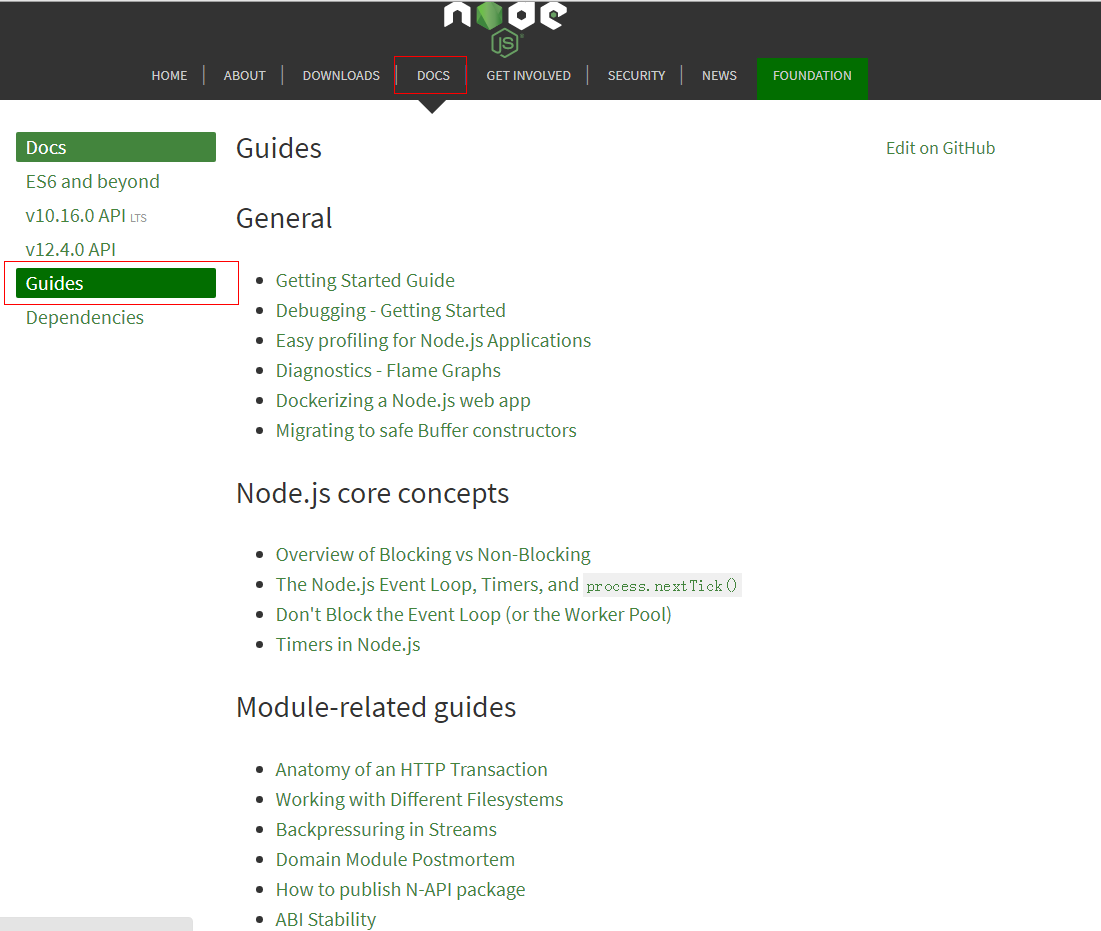 node
JS
HOME ABOUT DOWNLOADS DOCS GET INVOLVED SECURITY NEWS FOUNDATION
Docs
ES6 and beyond
v10.16.0 API LTS
v12.4.0 API
Guides
Dependencies
Guides
Edit on GitHub
General
Getting Started Guide
Debugging - Getting Started
Easy profiling for Node.js Applications
Diagnostics - Flame Graphs
Dockerizing a Node.js web app
Migrating to safe Buffer constructors
Node.js core concepts
Overview of Blocking vs Non-Blocking
The Node.js Event Loop, Timers, and process.nextTick()
Don't Block the Event Loop (or the Worker Pool)
Timers in Node.js
Module-related guides
Anatomy of an HTTP Transaction
Working with Different Filesystems
Backpressuring in Streams
Domain Module Postmortem
How to publish N-API package
ABI Stability